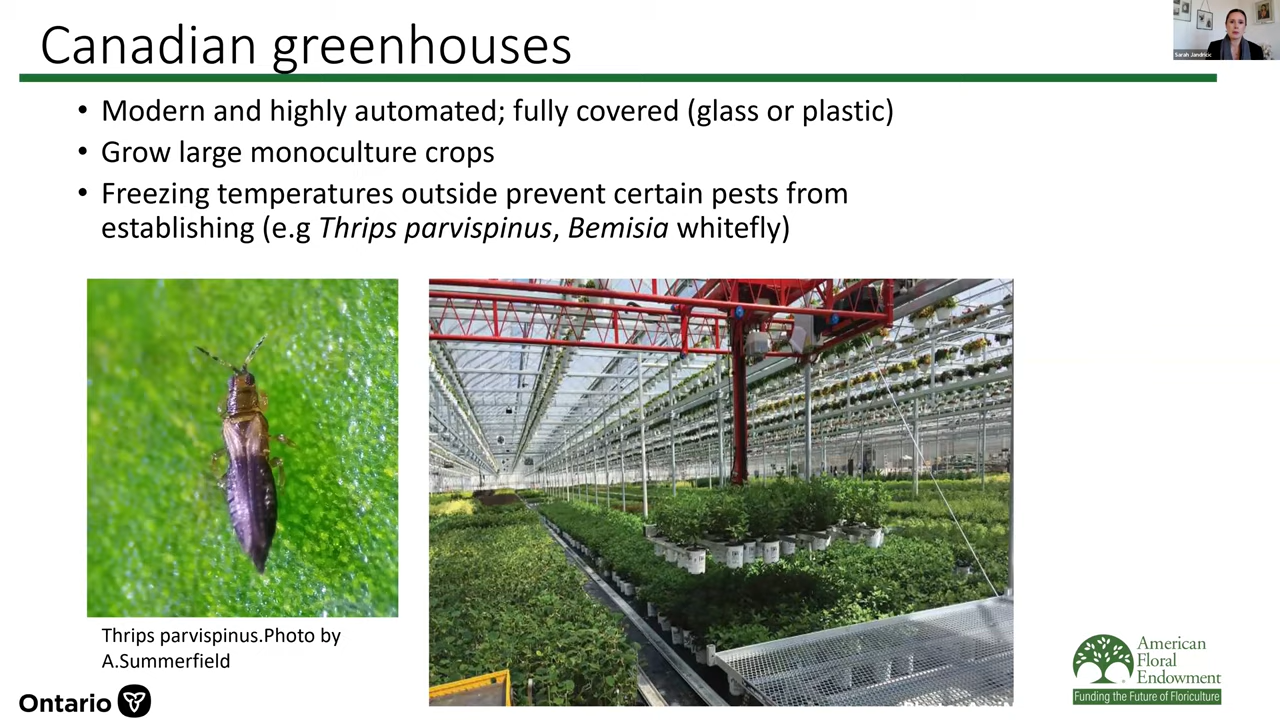 Canadian greenhouses
Sarah Jandricic
• Modern and highly automated; fully covered (glass or plastic)
• Grow large monoculture crops
• Freezing temperatures outside prevent certain pests from
establishing (e.g Thrips parvispinus, Bemisia whitefly)
Thrips parvispinus.Photo by
A.Summerfield
Ontario
American
Floral
Endowment
Funding the Future of Floriculture